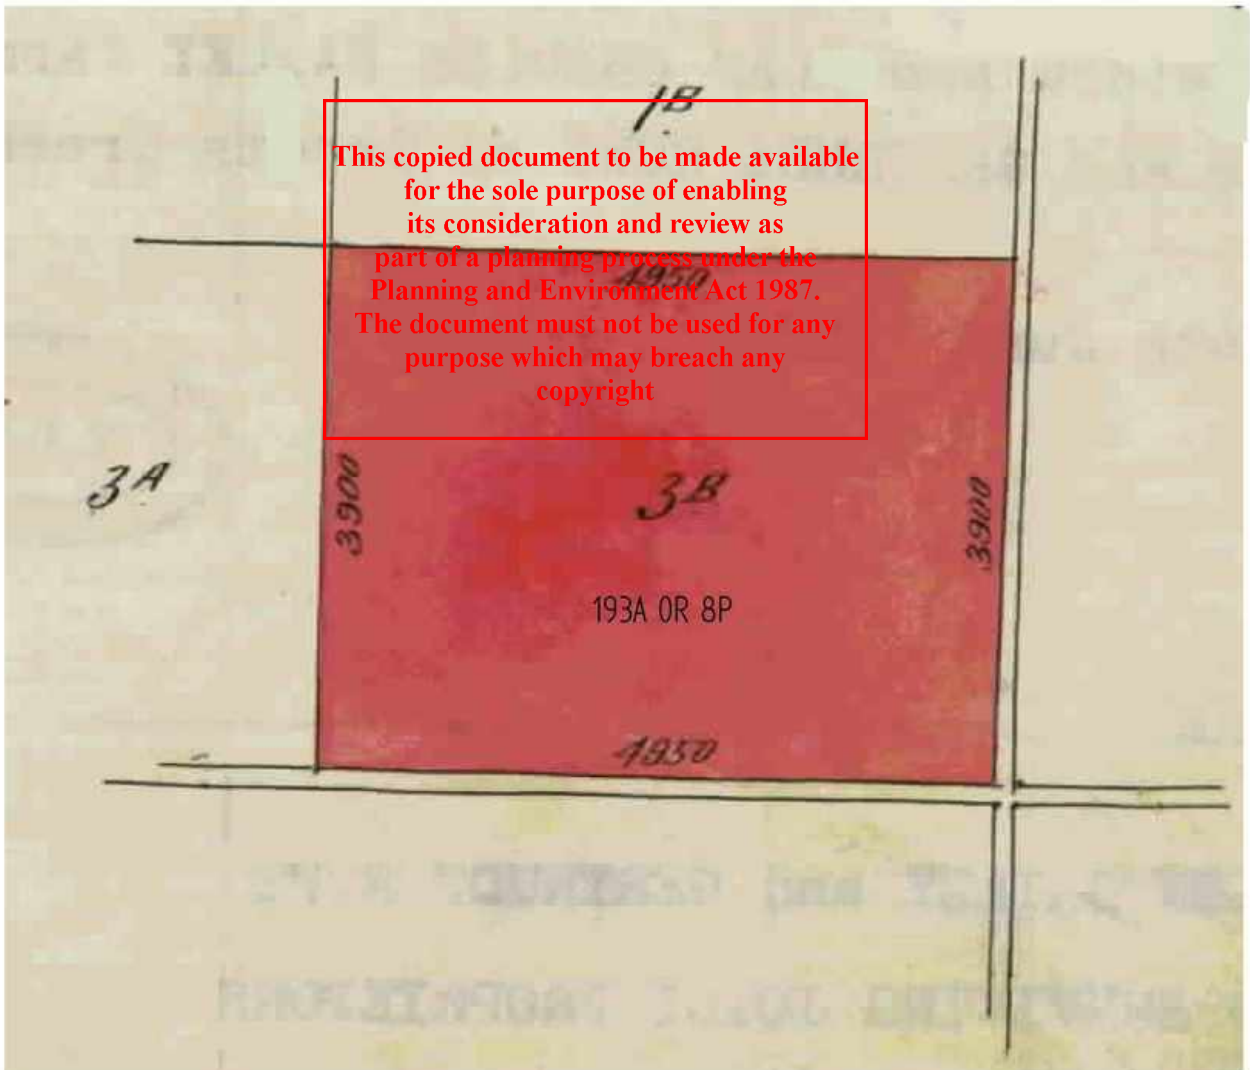 1B
This copied document to be made available
for the sole purpose of enabling
its consideration and review as
part of a planning process under the
Planning and Environment Act 1987.
The document must not be used for any
purpose which may breach any
copyright
4950
3A
3900
3B
3900
193A 0R 8P
4950